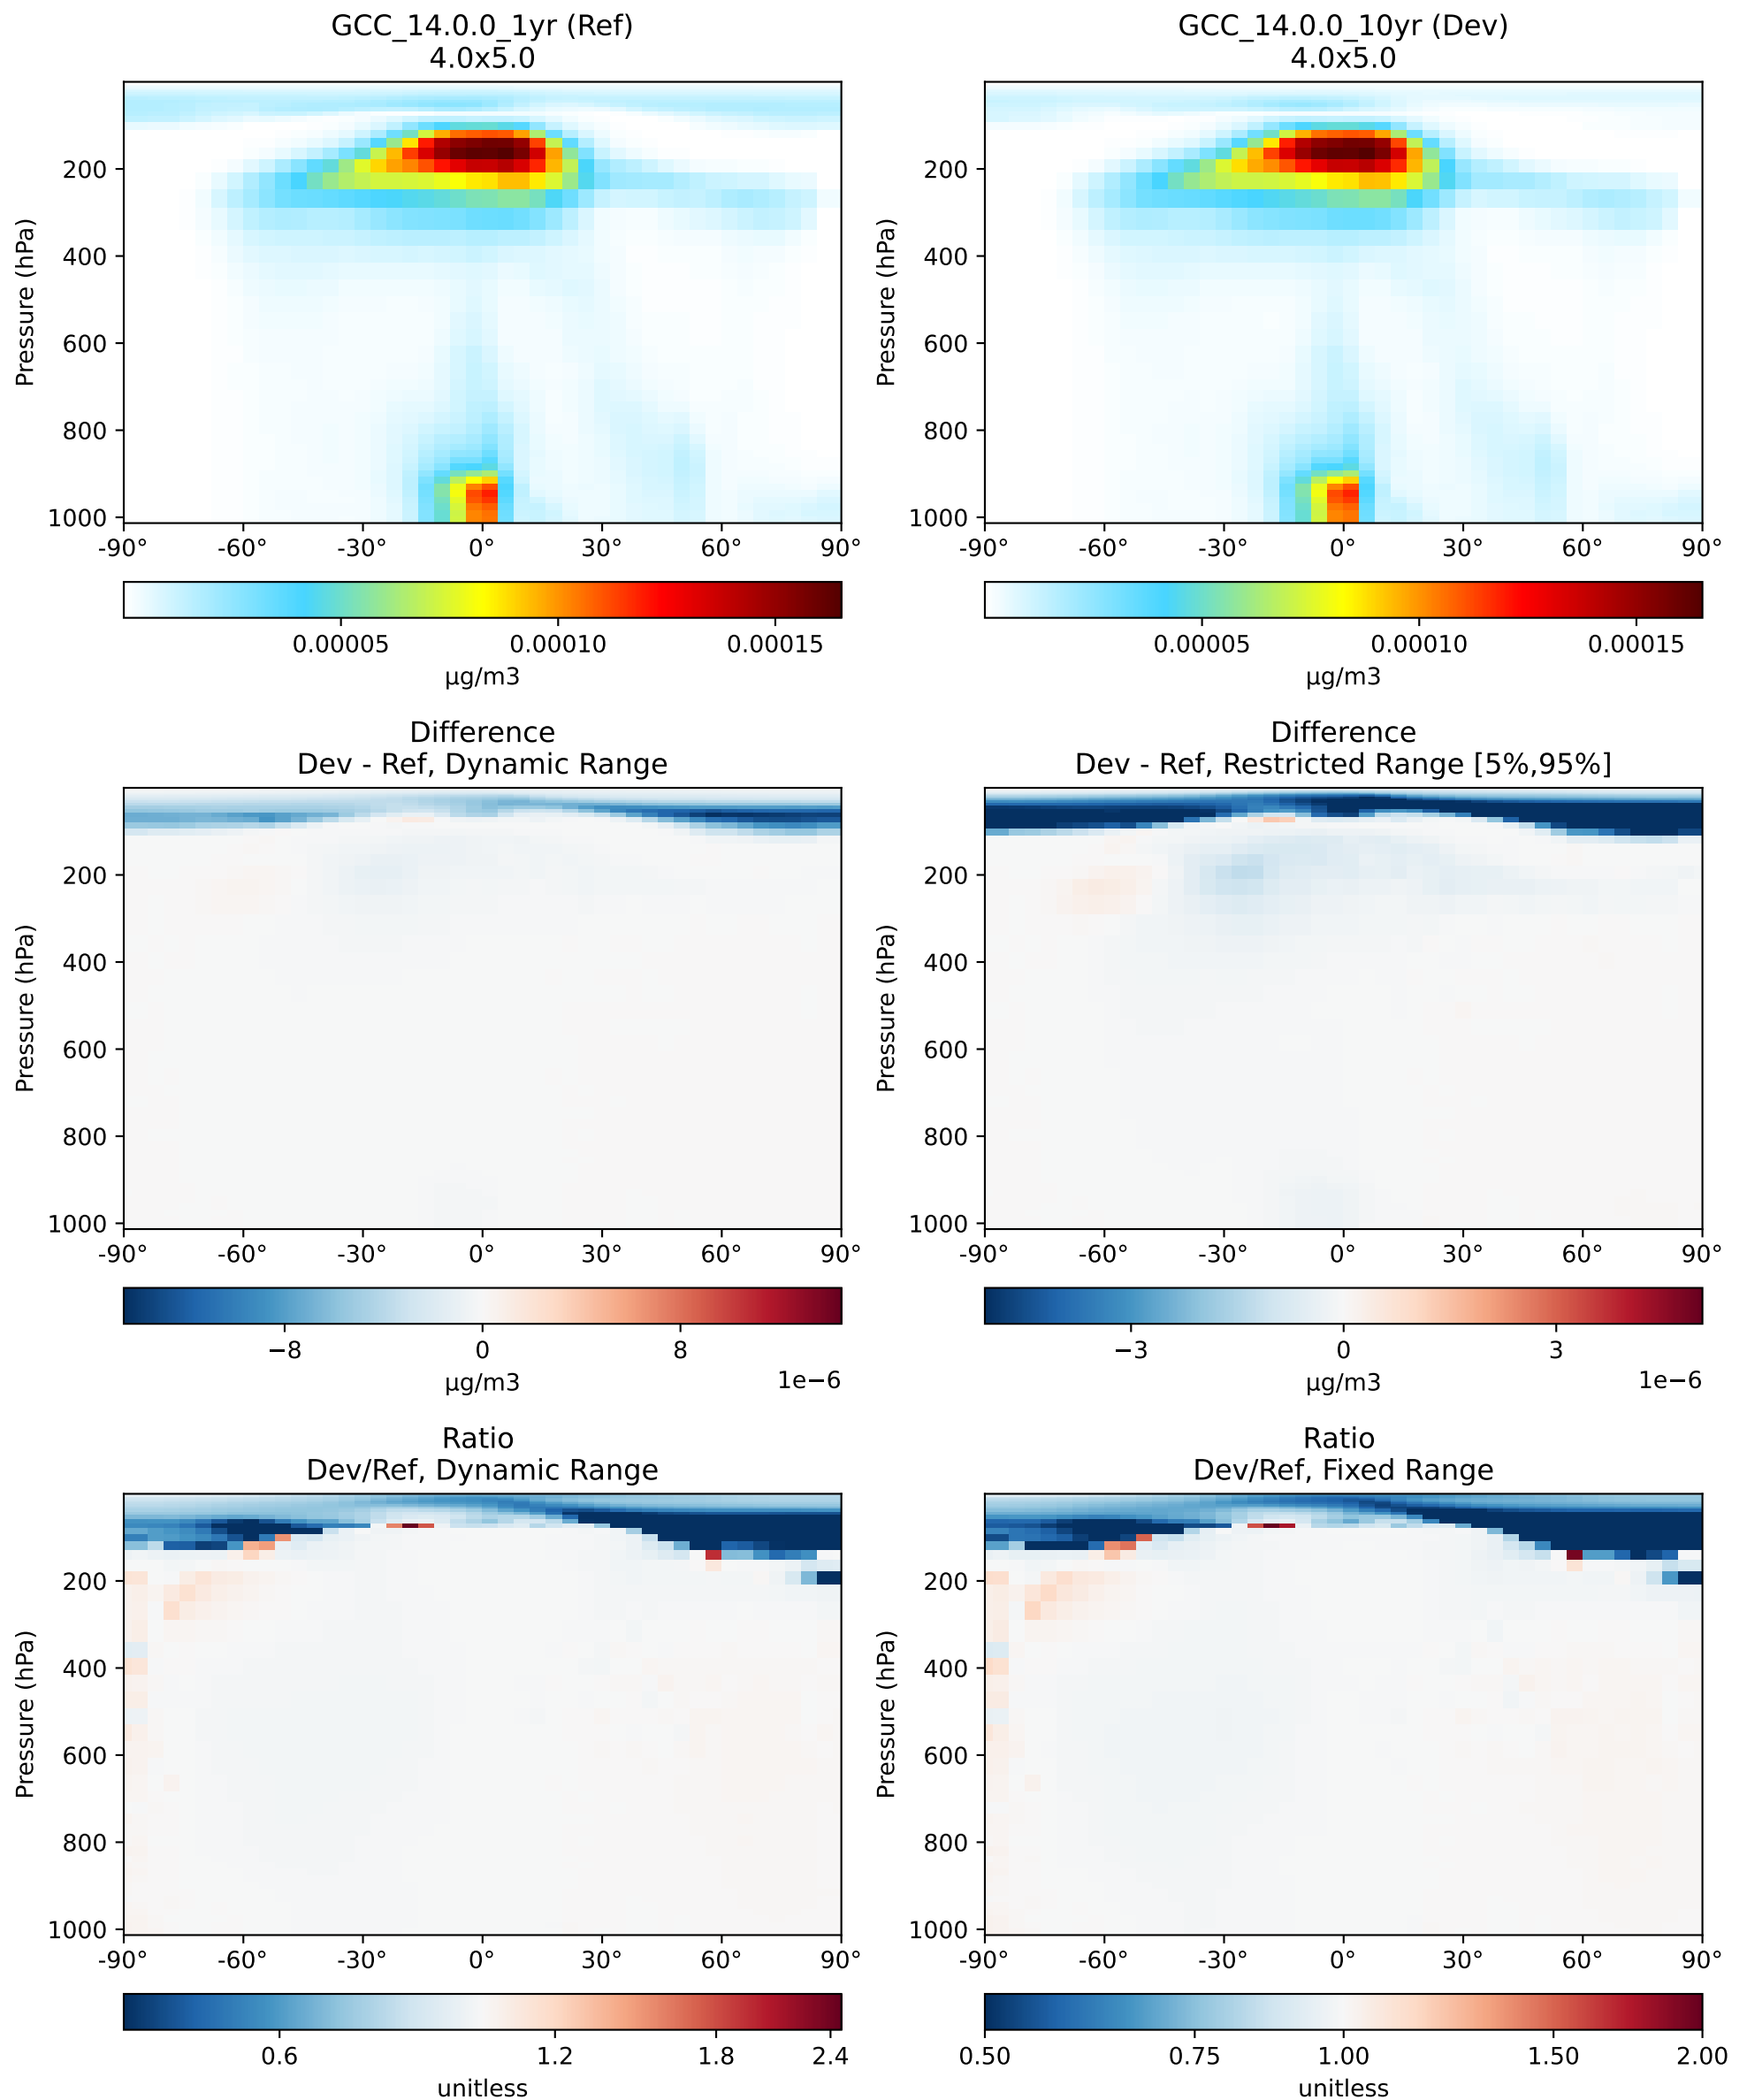 GCC_14.0.0_1yr (Ref)
4.0x5.0
Pressure (hPa)
200
400
600
800
1000
-90° -60° -30° 0° 30° 60° 90°
0.00005 0.00010 0.00015
µg/m3
GCC_14.0.0_10yr (Dev)
4.0x5.0
Pressure (hPa)
200
400
600
800
1000
-90° -60° -30° 0° 30° 60° 90°
0.00005 0.00010 0.00015
µg/m3
Difference
Dev - Ref, Dynamic Range
Pressure (hPa)
200
400
600
800
1000
-90° -60° -30° 0° 30° 60° 90°
−8 0 8
µg/m3 1e−6
Difference
Dev - Ref, Restricted Range [5%,95%]
Pressure (hPa)
200
400
600
800
1000
-90° -60° -30° 0° 30° 60° 90°
−3 0 3
µg/m3 1e−6
Ratio
Dev/Ref, Dynamic Range
Pressure (hPa)
200
400
600
800
1000
-90° -60° -30° 0° 30° 60° 90°
0.6 1.2 1.8 2.4
unitless
Ratio
Dev/Ref, Fixed Range
Pressure (hPa)
200
400
600
800
1000
-90° -60° -30° 0° 30° 60° 90°
0.50 0.75 1.00 1.50 2.00
unitless